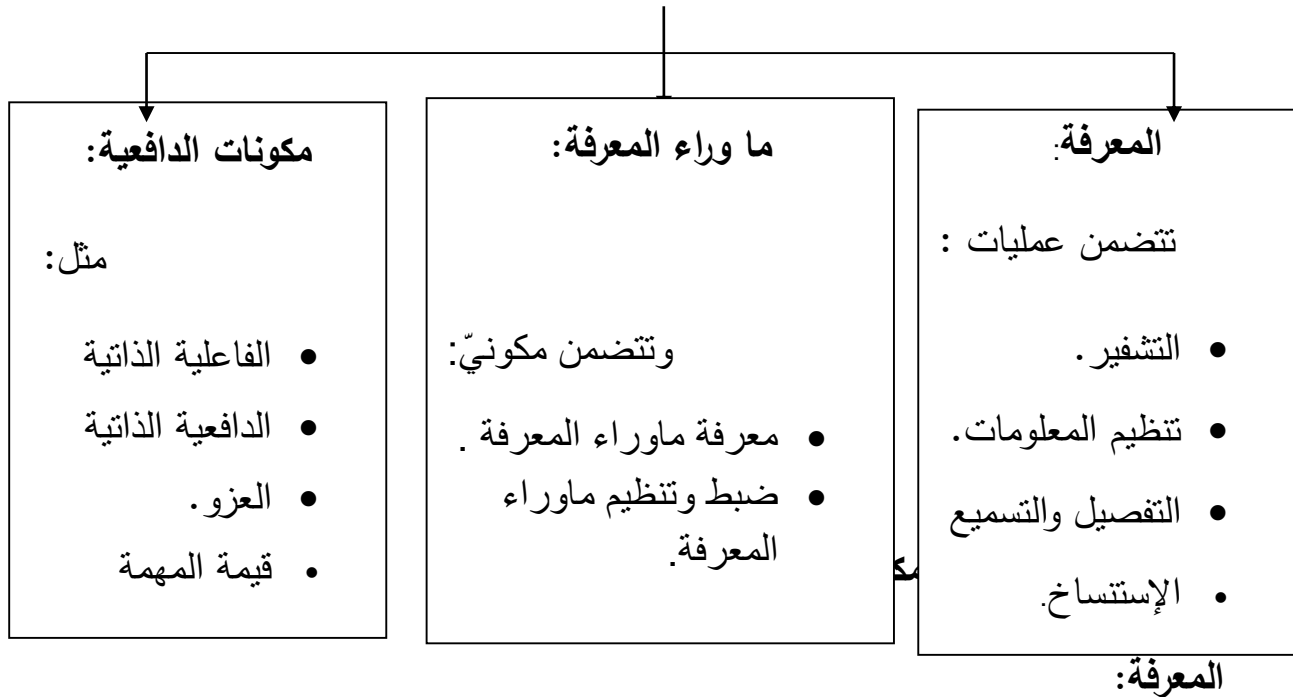 المعرفة:
تتضمن عمليات :
• التشفير.
• تنظيم المعلومات.
• التفصيل والتسميع
• الإستنساخ.
ما وراء المعرفة:
وتتضمن مكونيّ:
• معرفة ماوراء المعرفة .
• ضبط وتنظيم ماوراء
المعرفة.
مكونات الدافعية:
مثل:
• الفاعلية الذاتية
• الدافعية الذاتية
• العزو.
• قيمة المهمة
المعرفة: